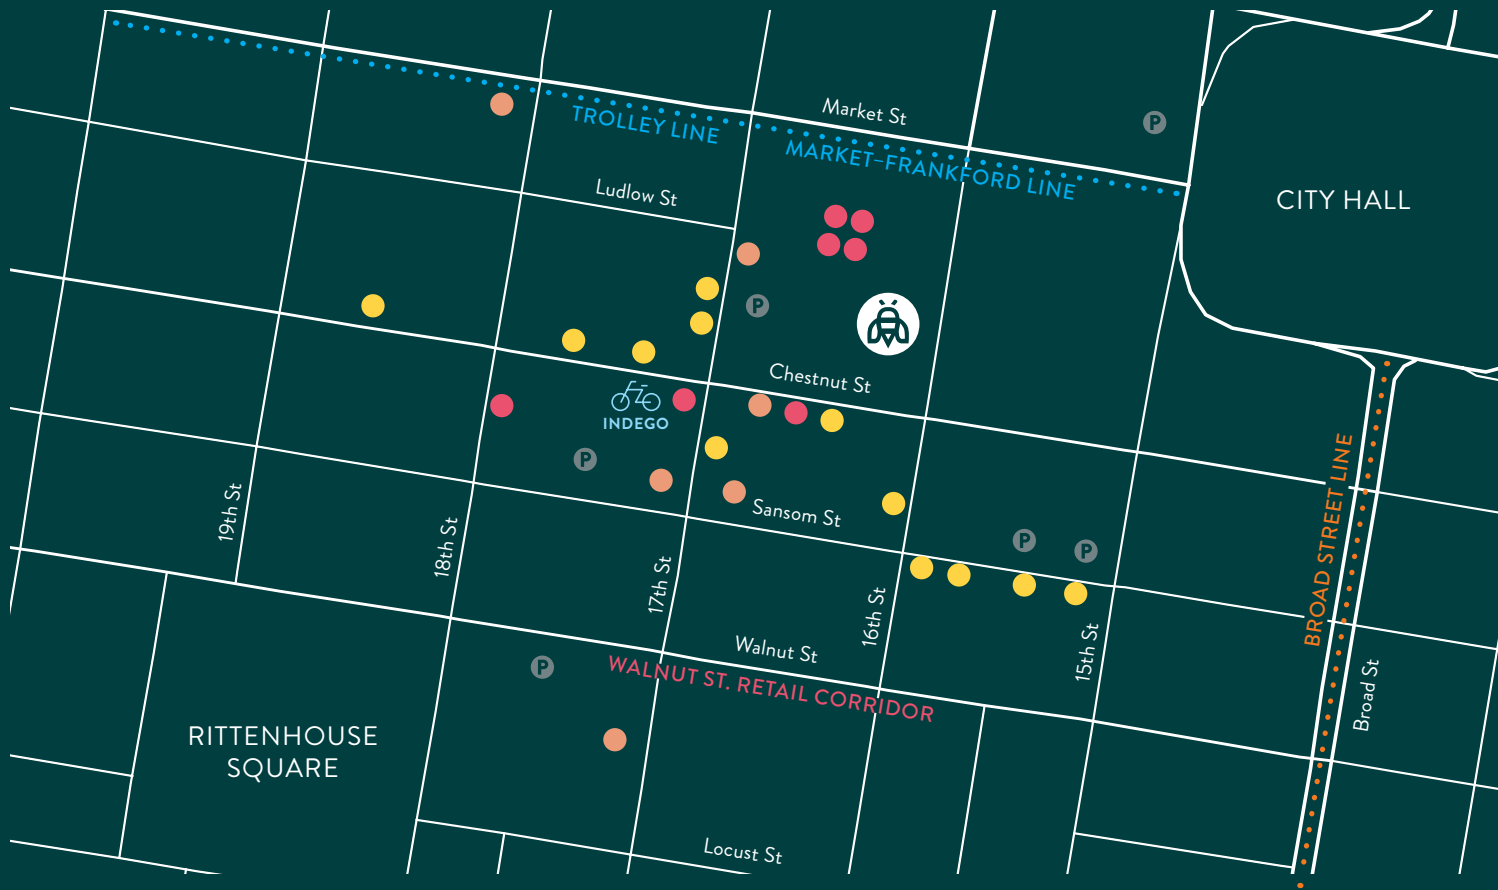 Market St
TROLLEY LINE
P
MARKET-FRANKFORD LINE
Ludlow St
CITY HALL
P
Chestnut St
INDEGO
P
Sansom St
19th St
18th St
17th St
16th St
15th St
P
P
BROAD STREET LINE
Broad St
Walnut St
WALNUT ST. RETAIL CORRIDOR
P
RITTENHOUSE
SQUARE
Locust St